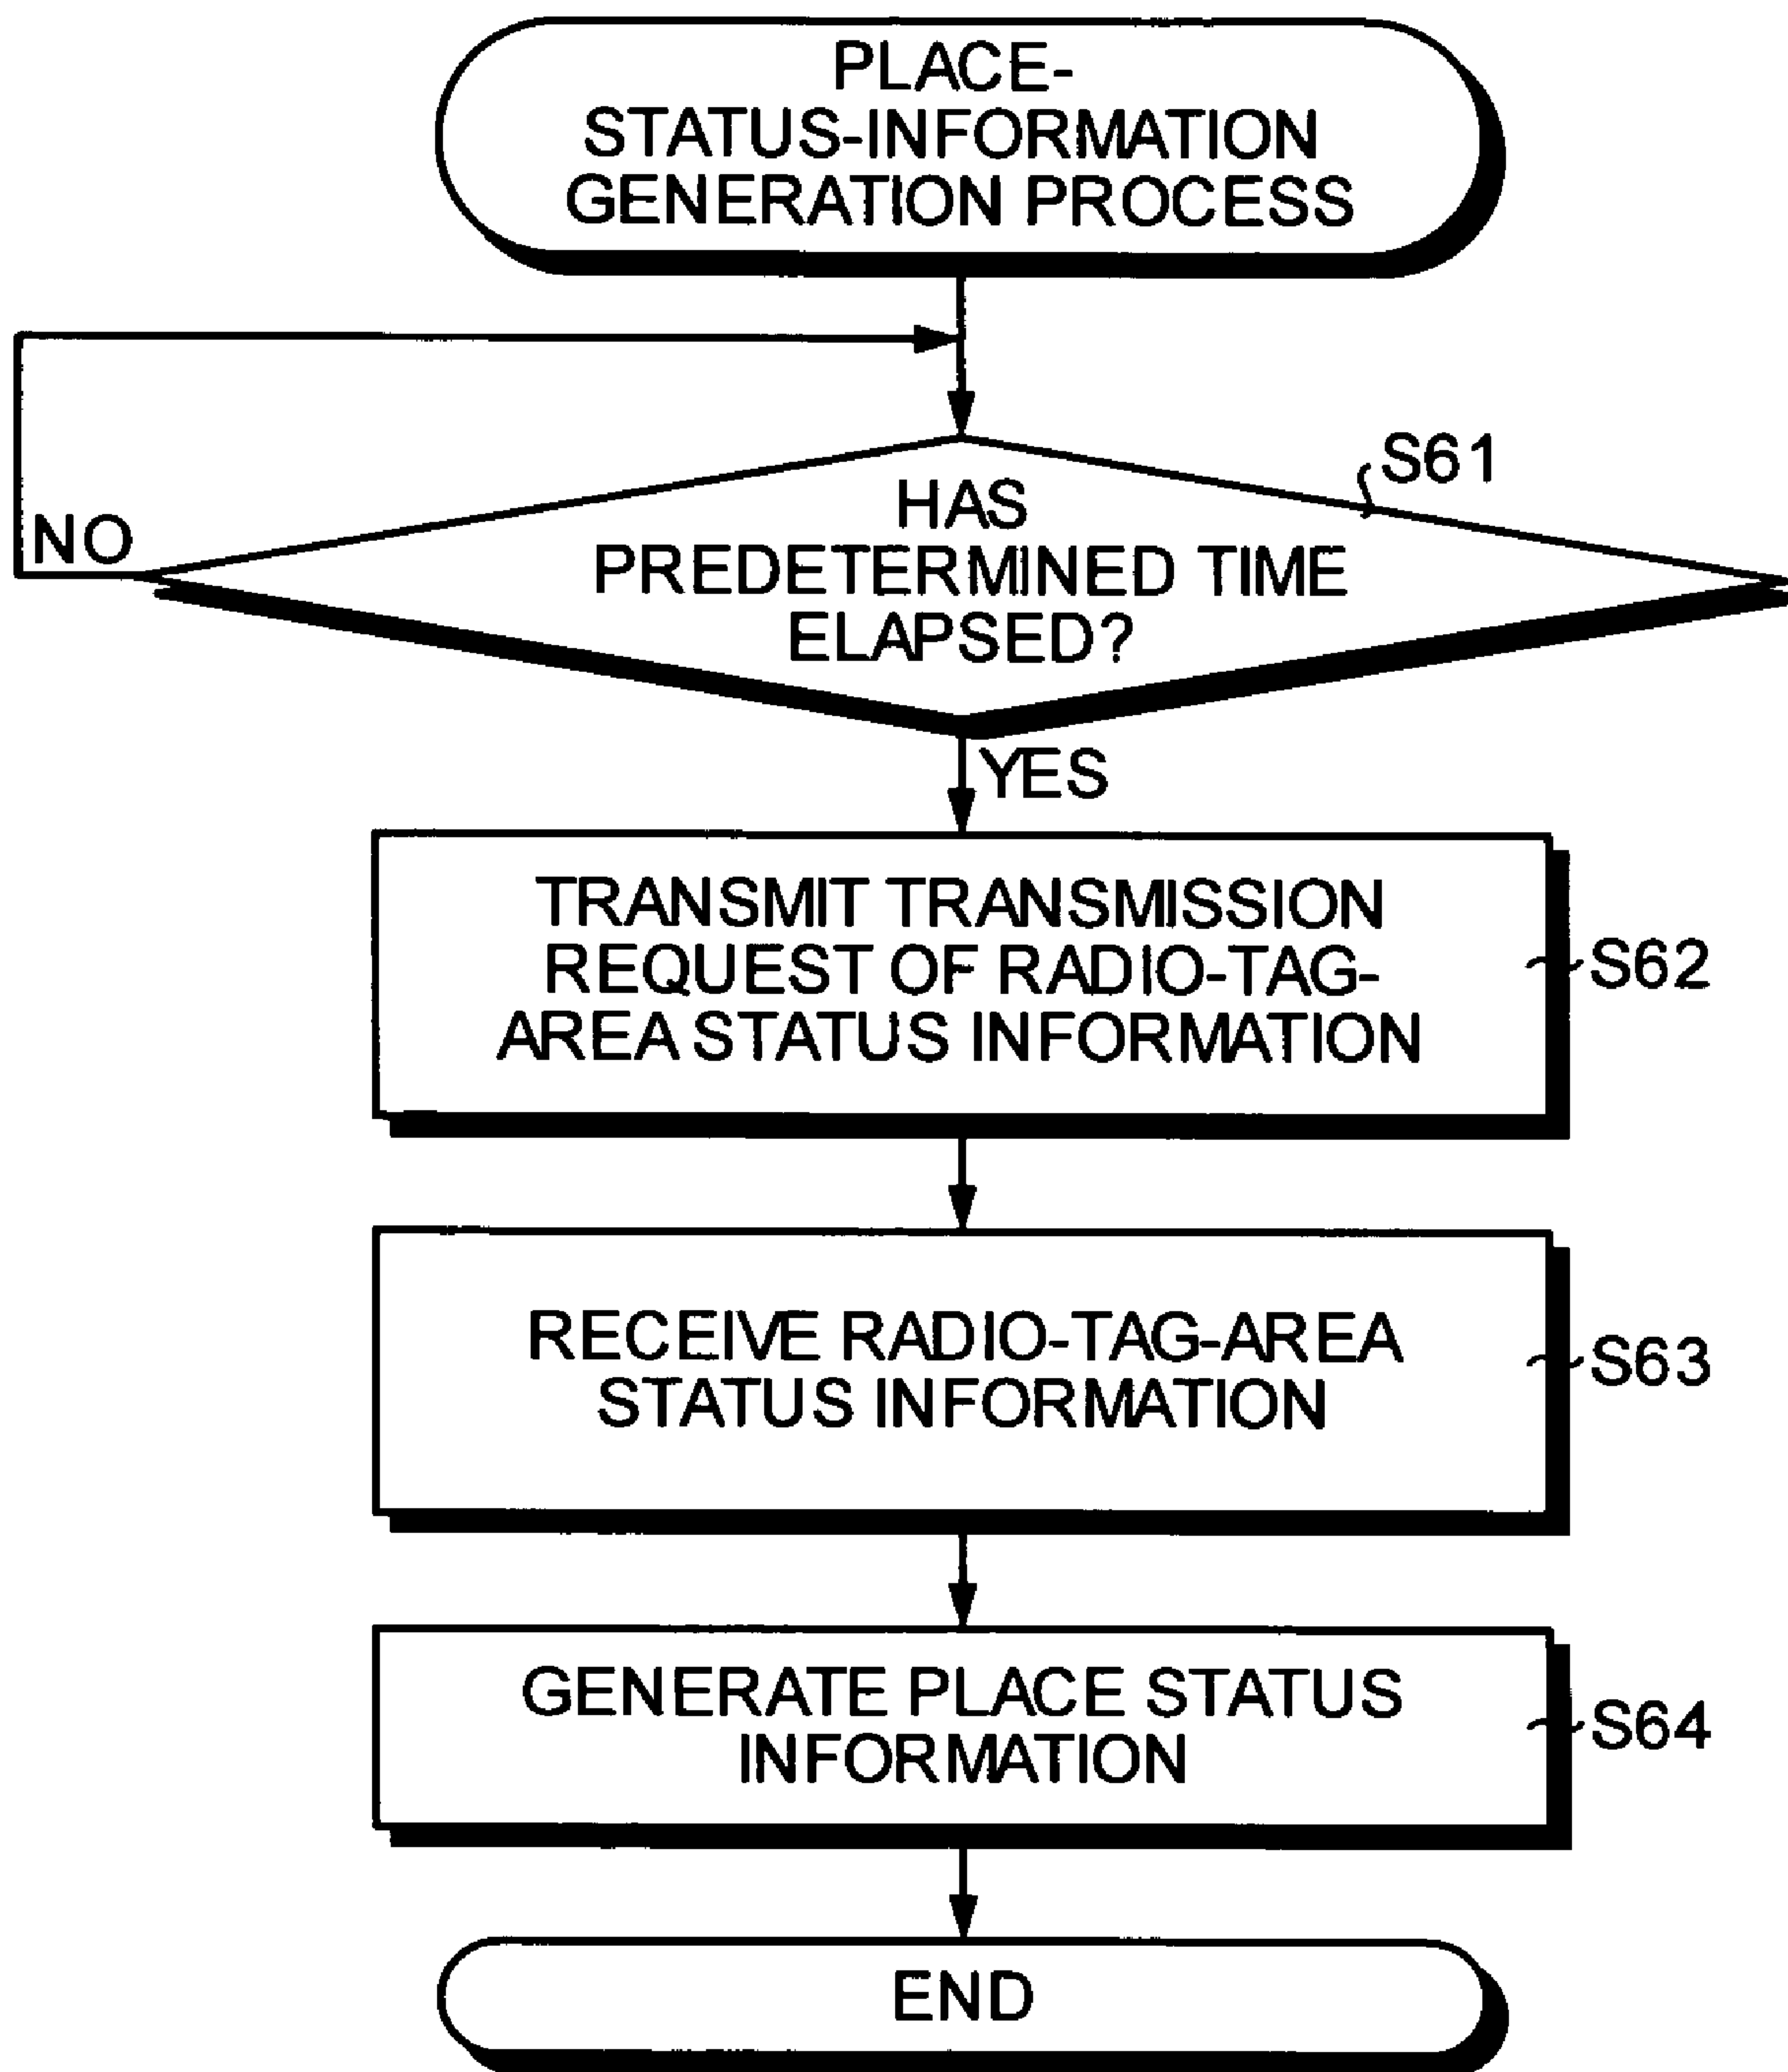 PLACE-
STATUS-INFORMATION
GENERATION PROCESS
S61
HAS
PREDETERMINED TIME
ELAPSED?
NO
YES
TRANSMIT TRANSMISSION
REQUEST OF RADIO-TAG-
AREA STATUS INFORMATION
S62
RECEIVE RADIO-TAG-AREA
STATUS INFORMATION
S63
GENERATE PLACE STATUS
INFORMATION
S64
END